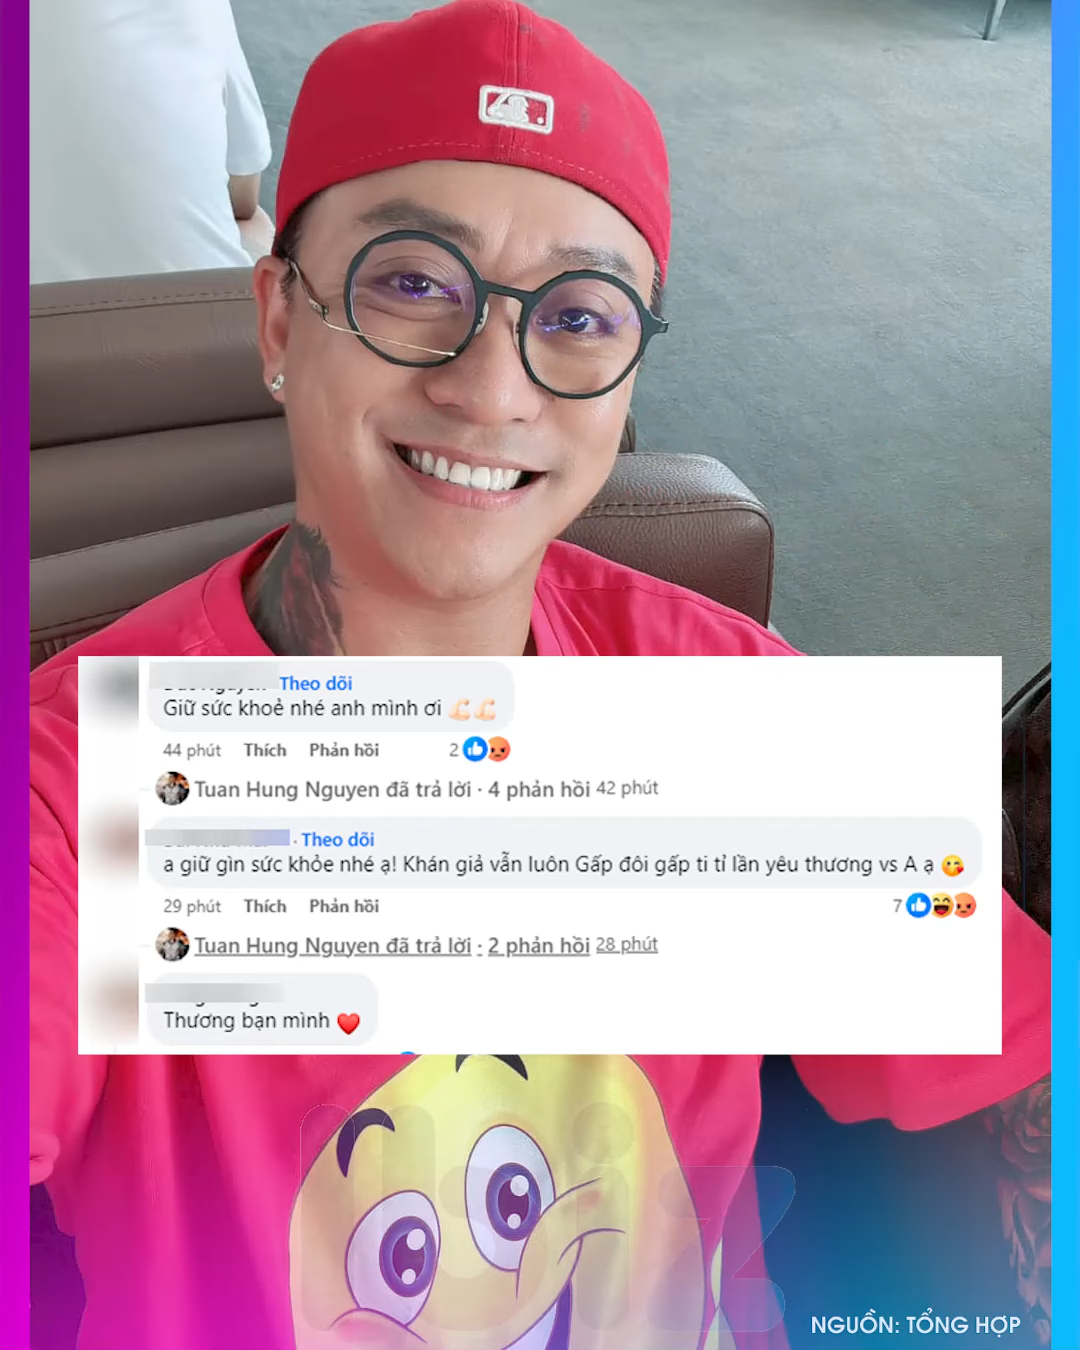 Theo dõi
Giữ sức khoẻ nhé anh mình ơi 💪🏻💪🏻
44 phút Thích Phản hồi 2
Tuan Hung Nguyen đã trả lời · 4 phản hồi 42 phút
· Theo dõi
a giữ gìn sức khỏe nhé ạ! Khán giả vẫn luôn Gấp đôi gấp ti tỉ lần yêu thương vs A ạ 😘
29 phút Thích Phản hồi 7
Tuan Hung Nguyen đã trả lời · 2 phản hồi 28 phút
Thương bạn mình ❤️
NGUỒN: TỔNG HỢP